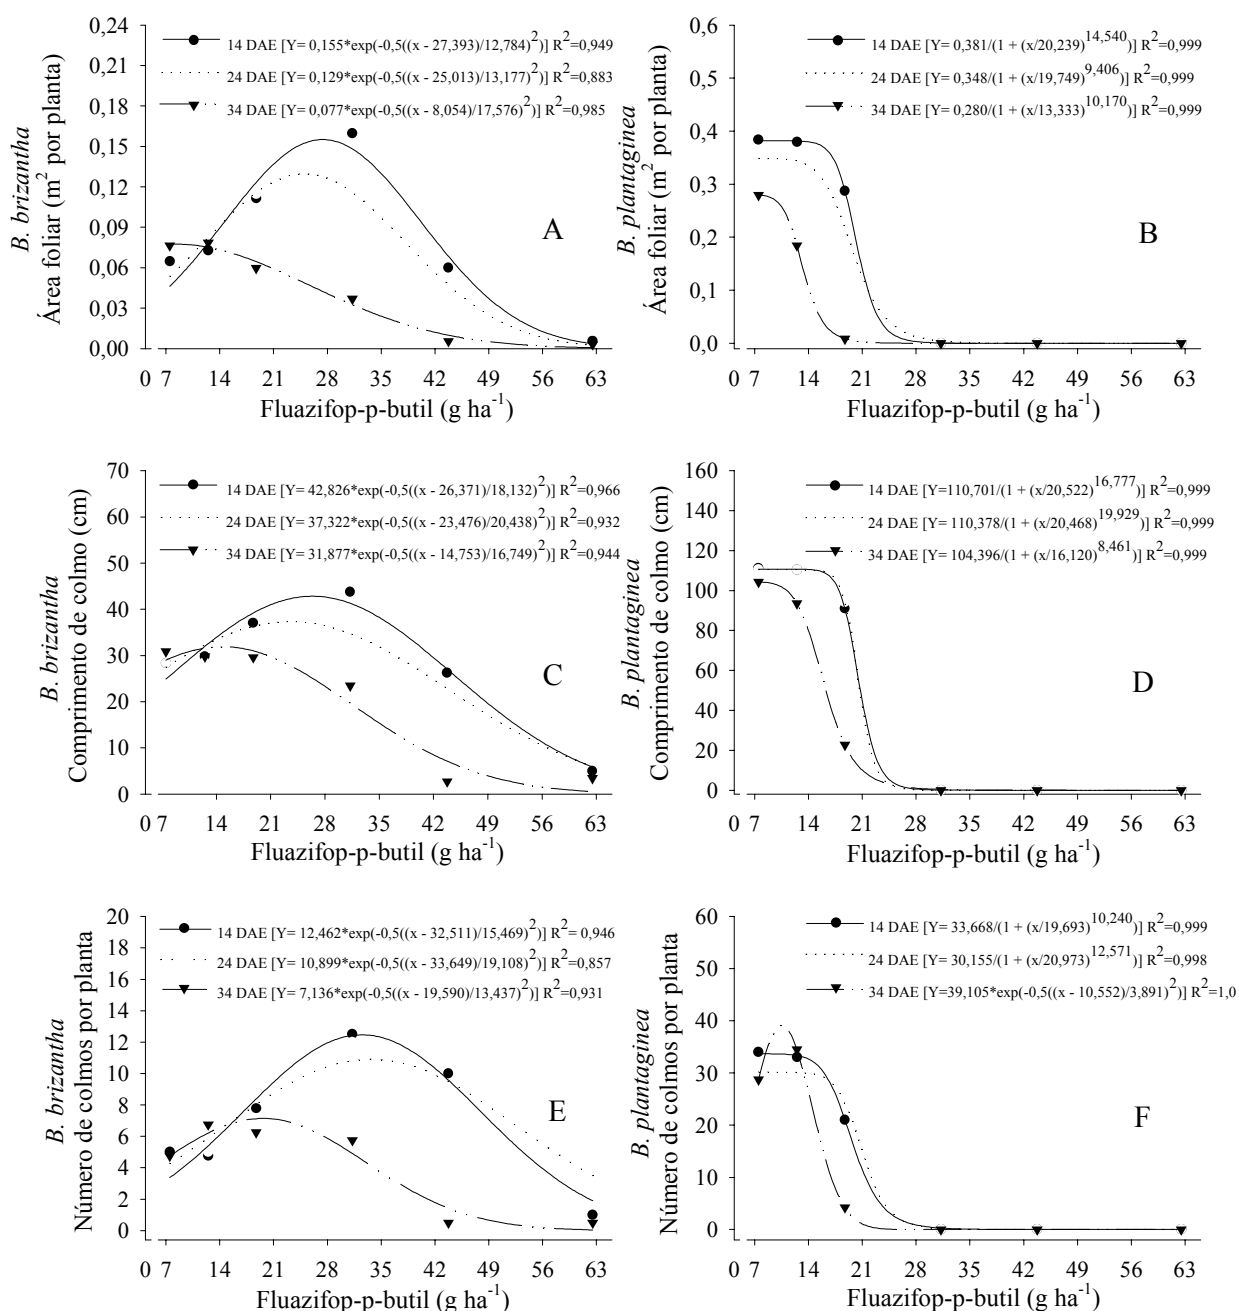 0,24
0,21
0,18
0,15
0,12
0,09
0,06
0,03
0,00
B. brizantha
Área foliar (m² por planta)
14 DAE [Y= 0,155*exp(-0,5((x - 27,393)/12,784)²)] R²=0,949
24 DAE [Y= 0,129*exp(-0,5((x - 25,013)/13,177)²)] R²=0,883
34 DAE [Y= 0,077*exp(-0,5((x - 8,054)/17,576)²)] R²=0,985
A
0 7 14 21 28 35 42 49 56 63
Fluazifop-p-butil (g ha⁻¹)
0,6
0,5
0,4
0,3
0,2
0,1
0,0
B. plantaginea
Área foliar (m² por planta)
14 DAE [Y= 0,381/(1 + (x/20,239)^14,540)] R²=0,999
24 DAE [Y= 0,348/(1 + (x/19,749)^9,406)] R²=0,999
34 DAE [Y= 0,280/(1 + (x/13,333)^10,170)] R²=0,999
B
0 7 14 21 28 35 42 49 56 63
Fluazifop-p-butil (g ha⁻¹)
70
60
50
40
30
20
10
0
B. brizantha
Comprimento de colmo (cm)
14 DAE [Y= 42,826*exp(-0,5((x - 26,371)/18,132)²)] R²=0,966
24 DAE [Y= 37,322*exp(-0,5((x - 23,476)/20,438)²)] R²=0,932
34 DAE [Y= 31,877*exp(-0,5((x - 14,753)/16,749)²)] R²=0,944
C
0 7 14 21 28 35 42 49 56 63
Fluazifop-p-butil (g ha⁻¹)
160
140
120
100
80
60
40
20
0
B. plantaginea
Comprimento de colmo (cm)
14 DAE [Y=110,701/(1 + (x/20,522)^16,777)] R²=0,999
24 DAE [Y= 110,378/(1 + (x/20,468)^19,929)] R²=0,999
34 DAE [Y= 104,396/(1 + (x/16,120)^8,461)] R²=0,999
D
0 7 14 21 28 35 42 49 56 63
Fluazifop-p-butil (g ha⁻¹)
20
18
16
14
12
10
8
6
4
2
0
B. brizantha
Número de colmos por planta
14 DAE [Y= 12,462*exp(-0,5((x - 32,511)/15,469)²)] R²= 0,946
24 DAE [Y= 10,899*exp(-0,5((x - 33,649)/19,108)²)] R²=0,857
34 DAE [Y= 7,136*exp(-0,5((x - 19,590)/13,437)²)] R²=0,931
E
0 7 14 21 28 35 42 49 56 63
Fluazifop-p-butil (g ha⁻¹)
60
50
40
30
20
10
0
B. plantaginea
Número de colmos por planta
14 DAE [Y= 33,668/(1 + (x/19,693)^10,240)] R²=0,999
24 DAE [Y= 30,155/(1 + (x/20,973)^12,571)] R²=0,998
34 DAE [Y=39,105*exp(-0,5((x - 10,552)/3,891)²)] R²=1,0
F
0 7 14 21 28 35 42 49 56 63
Fluazifop-p-butil (g ha⁻¹)